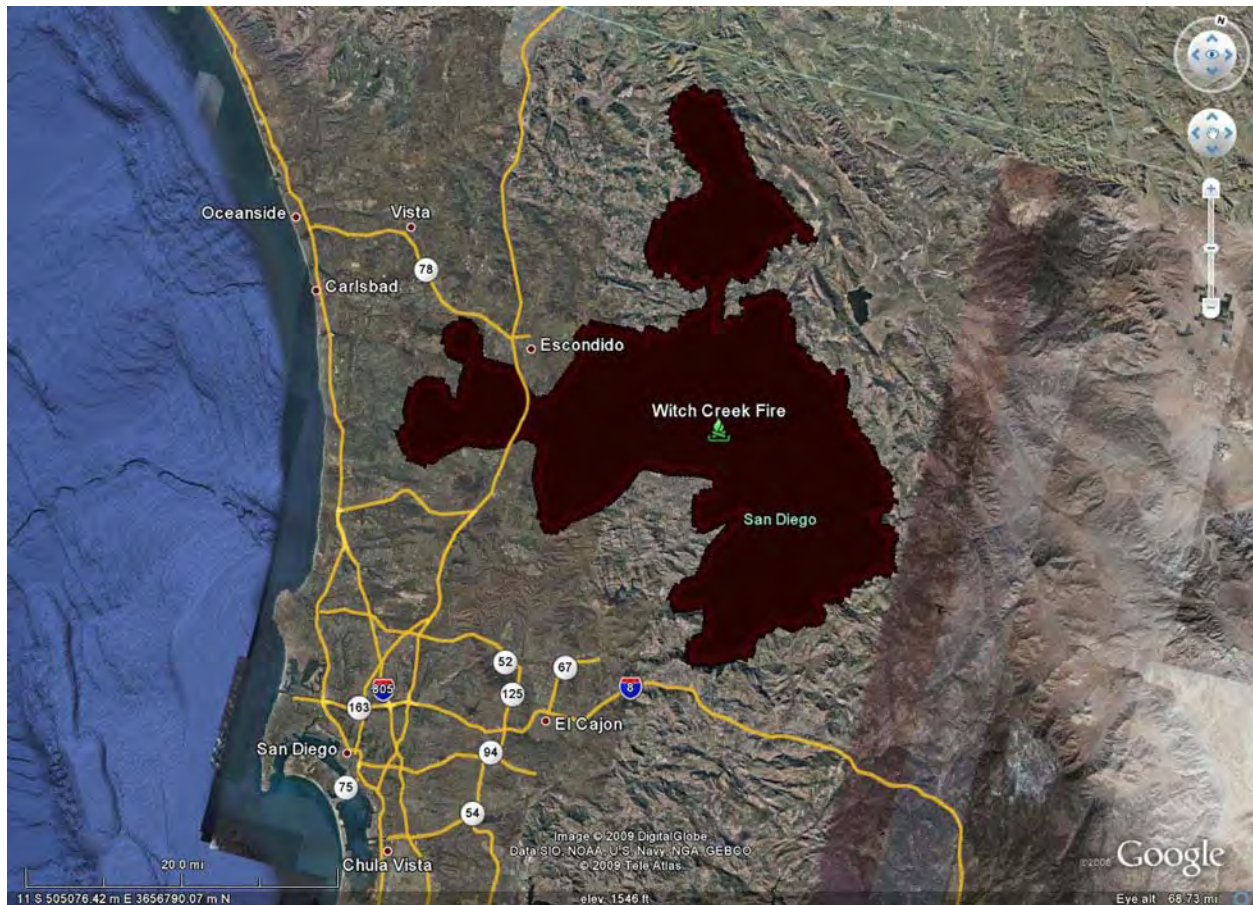 N
Oceanside
Vista
78
Carlsbad
Escondido
Witch Creek Fire
San Diego
52
67
805
8
163
125
El Cajon
San Diego
94
75
54
Image © 2009 DigitalGlobe
Data SIO, NOAA, U.S. Navy, NGA, GEBCO
© 2009 Tele Atlas
Chula Vista
20.0 mi
Google
11 S 505076.42 m E 3656790.07 m N
elev. 1546 ft
Eye alt 68.73 mi